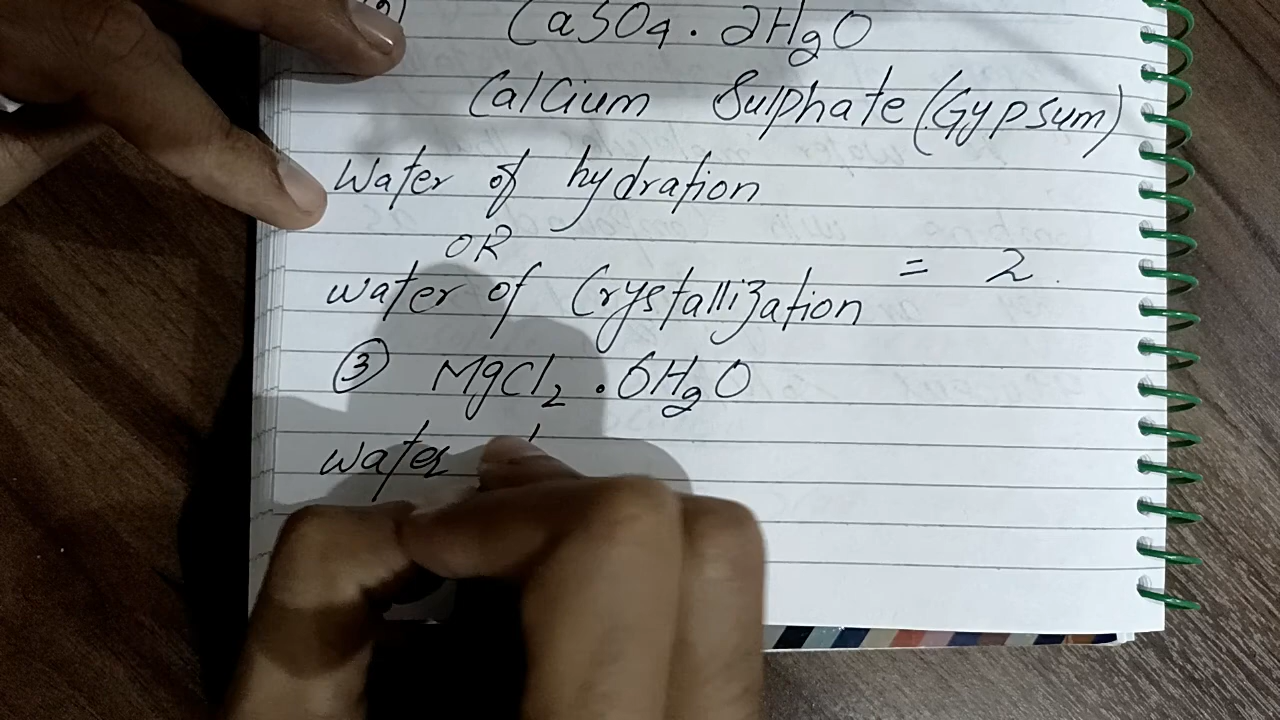 CaSO4 . 2H2O
Calcium Sulphate (Gypsum)
Water of hydration
OR
= 2
water of Crystallization
③ MgCl2 . 6H2O
water